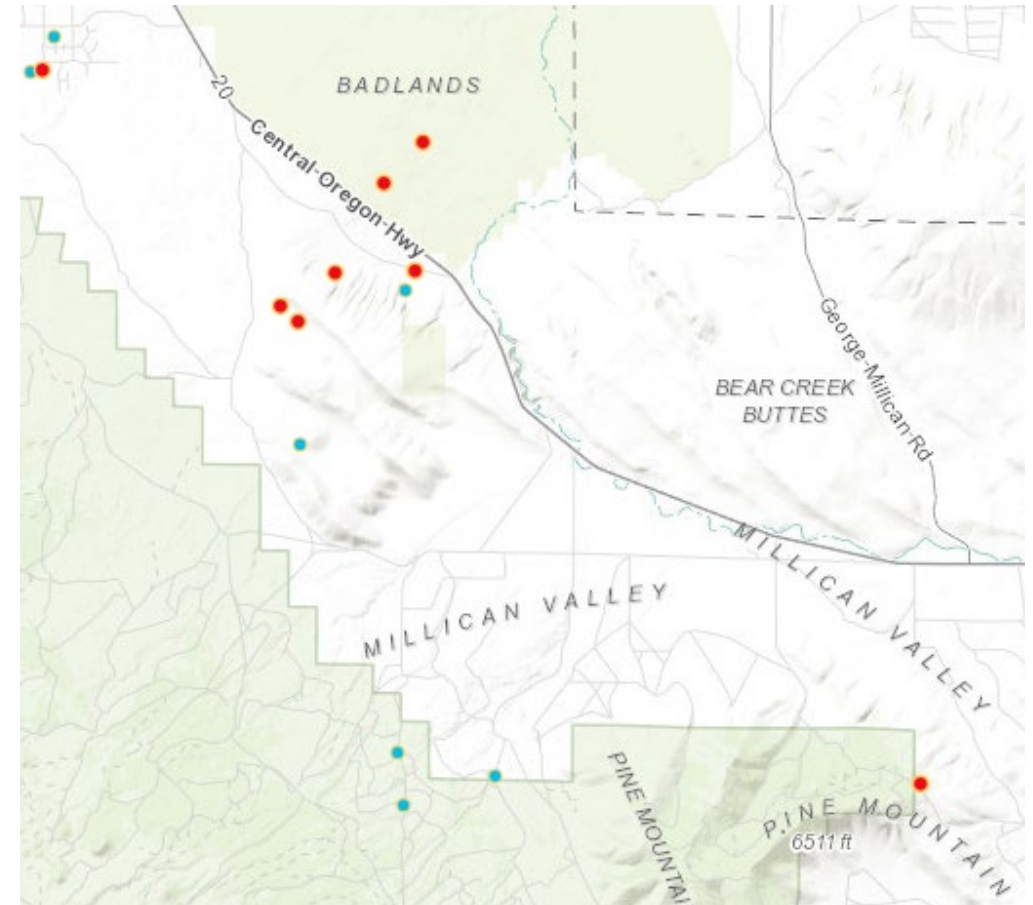 BADLANDS
20
Central-Oregon-Hwy
George-Millican-Rd
BEAR CREEK
BUTTES
MILLICAN VALLEY
MILLICAN VALLEY
PINE MOUNTAI
PINE MOUNTAIN
6511 ft